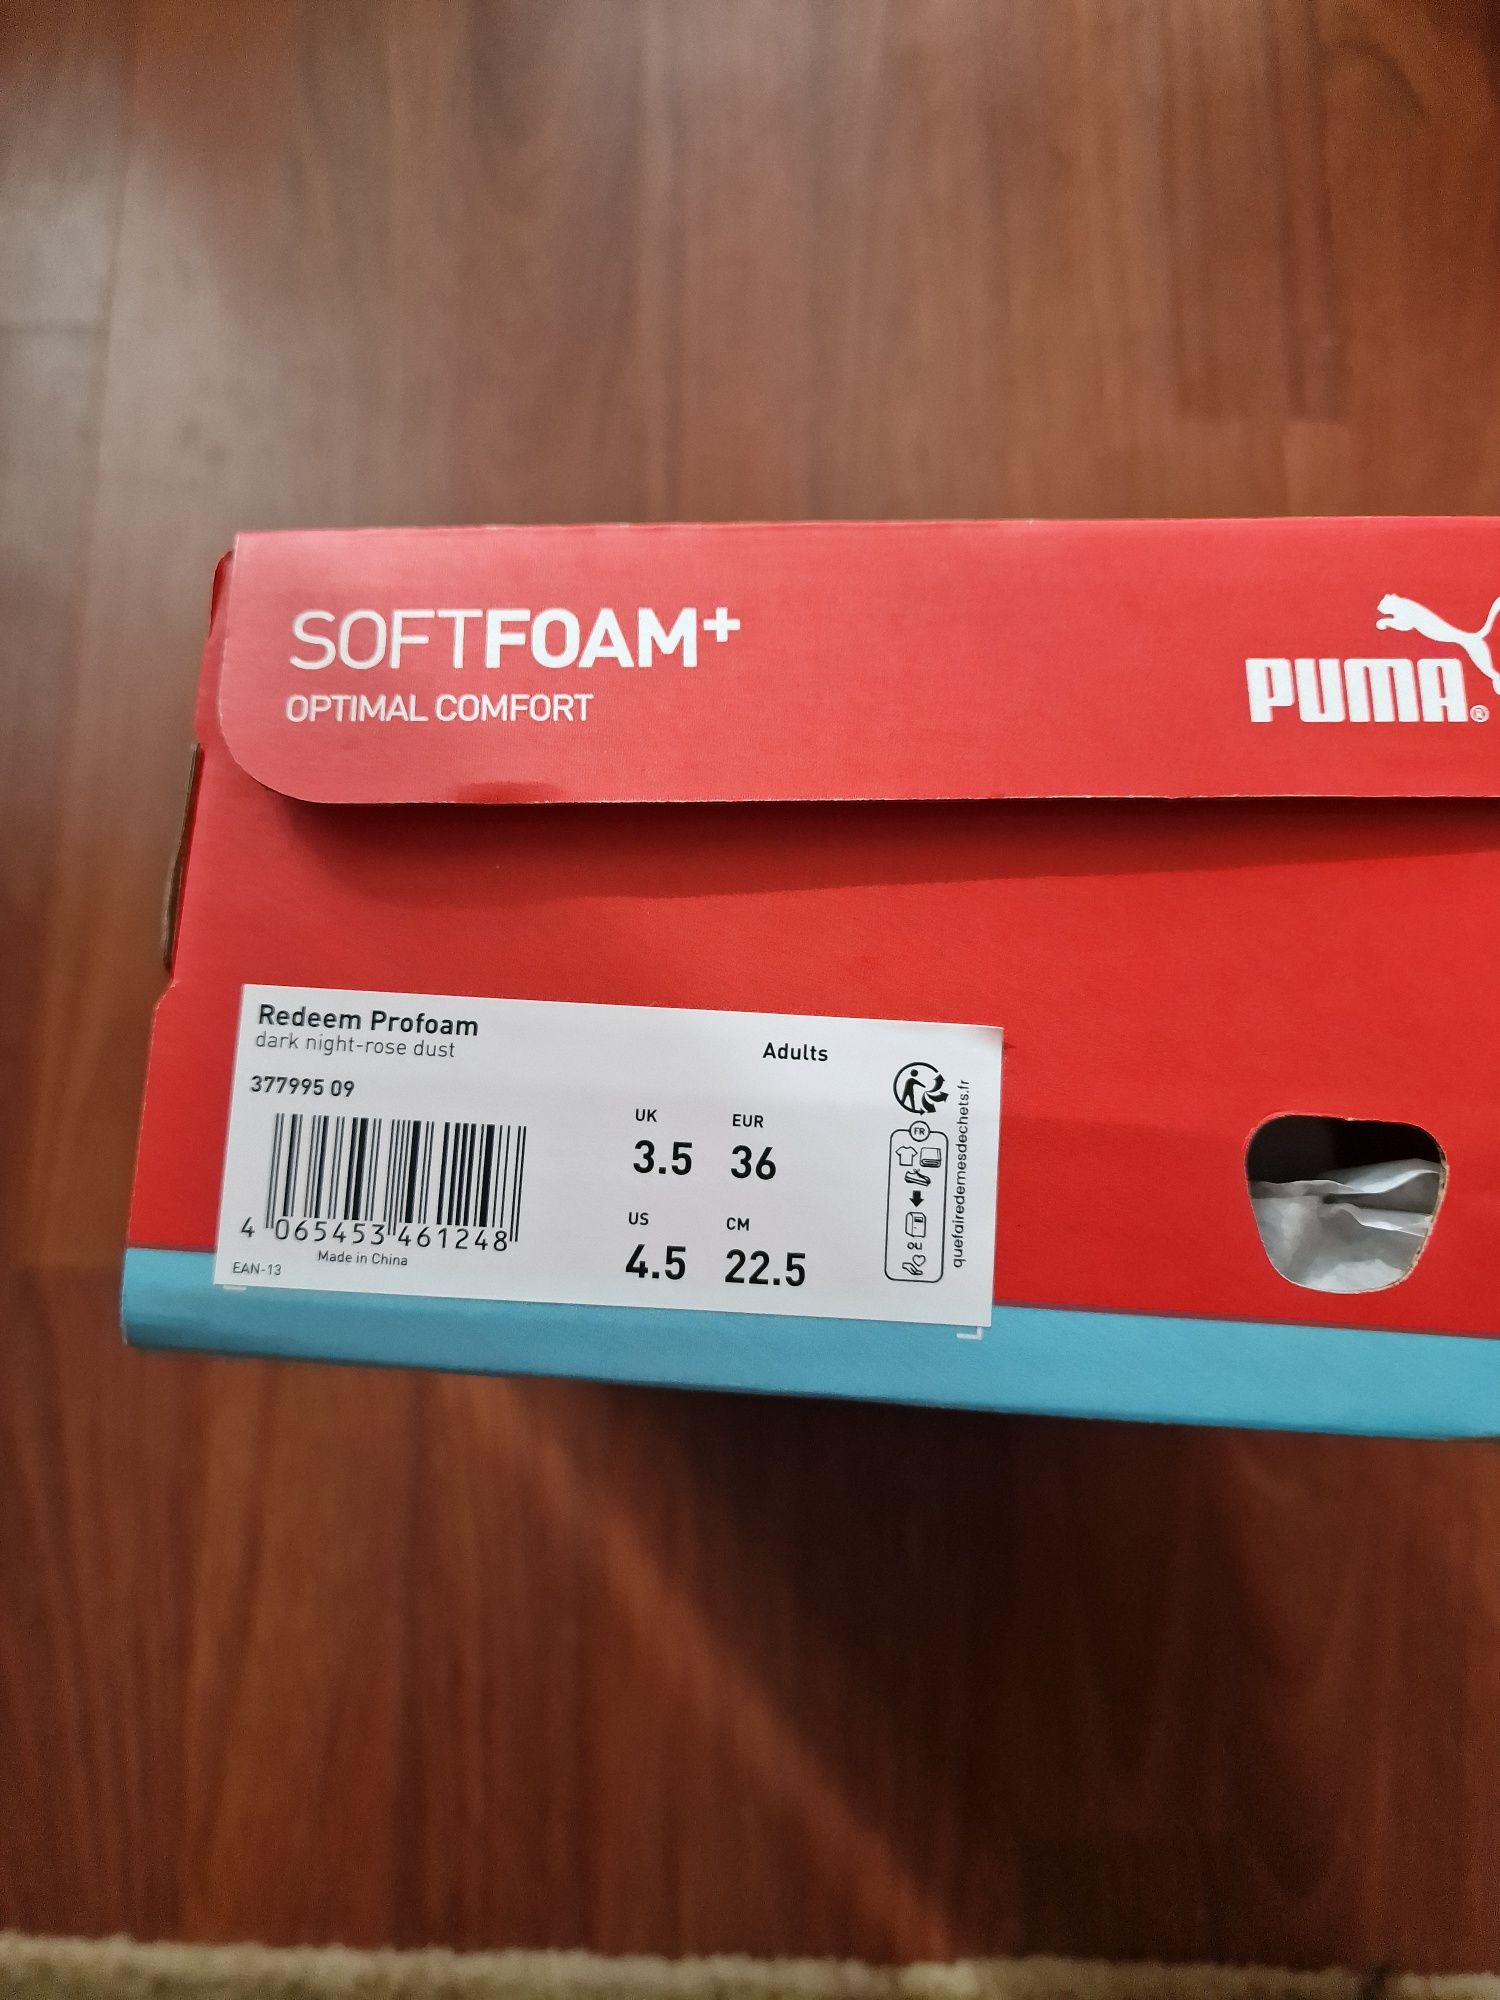 SOFTFOAM+
OPTIMAL COMFORT
PUMA®
Redeem Profoam
dark night-rose dust
Adults
377995 09
UK EUR
3.5 36
US CM
4.5 22.5
4 065453 461248
Made in China
EAN-13
FR
quefairedemesdechets.fr